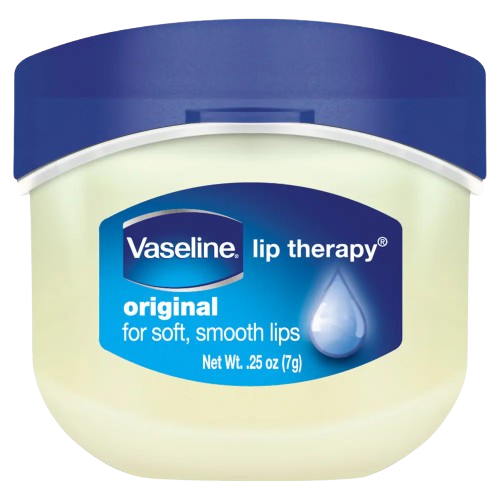 Vaseline® lip therapy®
original
for soft, smooth lips
Net Wt. .25 oz (7g)